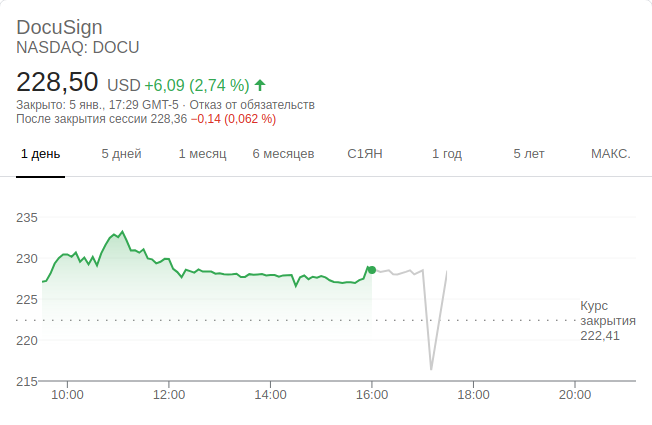 DocuSign
NASDAQ: DOCU
228,50 USD +6,09 (2,74 %)
Закрыто: 5 янв., 17:29 GMT-5 · Отказ от обязательств
После закрытия сессии 228,36 −0,14 (0,062 %)
1 день 5 дней 1 месяц 6 месяцев С1ЯН 1 год 5 лет МАКС.
235
230
225
Курс
закрытия
222,41
220
215
10:00 12:00 14:00 16:00 18:00 20:00